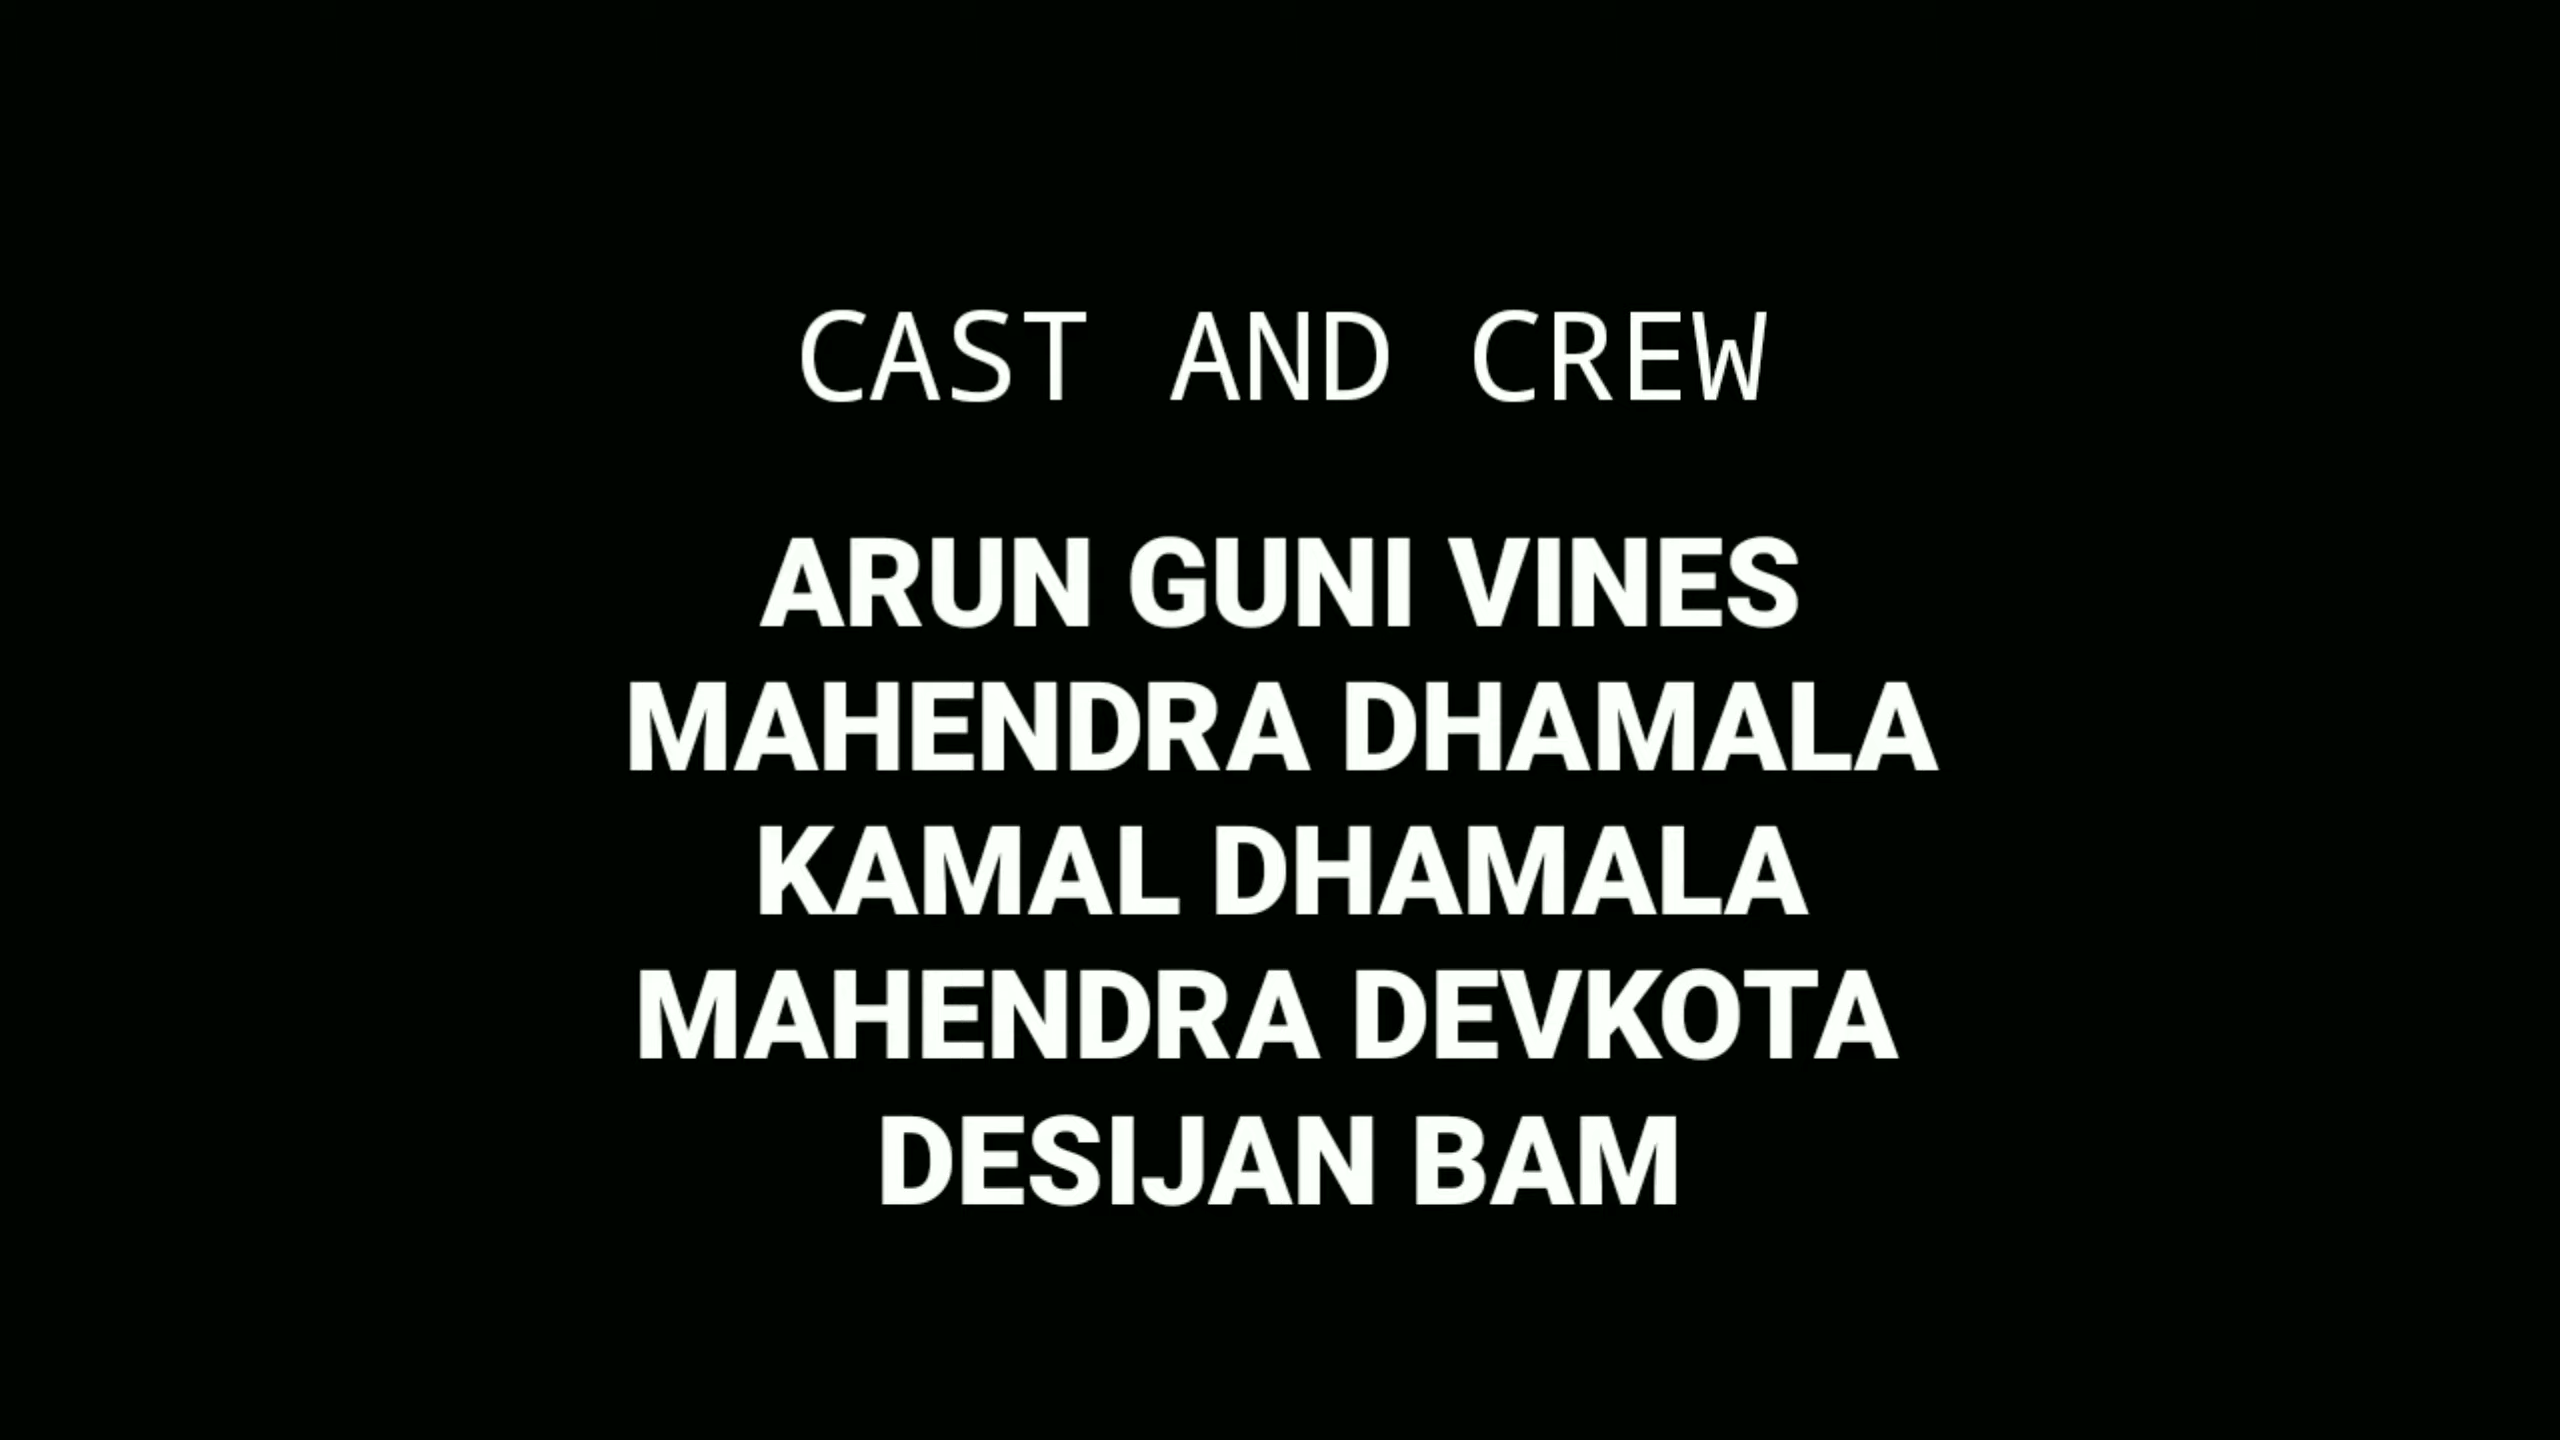 CAST AND CREW
ARUN GUNI VINES
MAHENDRA DHAMALA
KAMAL DHAMALA
MAHENDRA DEVKOTA
DESIJAN BAM